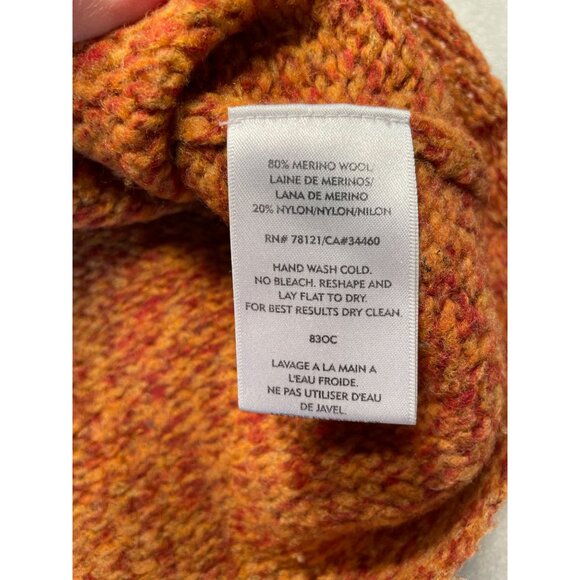 80% MERINO WOOL/
LAINE DE MERINOS/
LANA DE MERINO
20% NYLON/NYLON/NILON
RN# 78121/CA#34460
HAND WASH COLD.
NO BLEACH. RESHAPE AND
LAY FLAT TO DRY.
FOR BEST RESULTS DRY CLEAN.
83OC
LAVAGE A LA MAIN A
L'EAU FROIDE.
NE PAS UTILISER D'EAU
DE JAVEL.